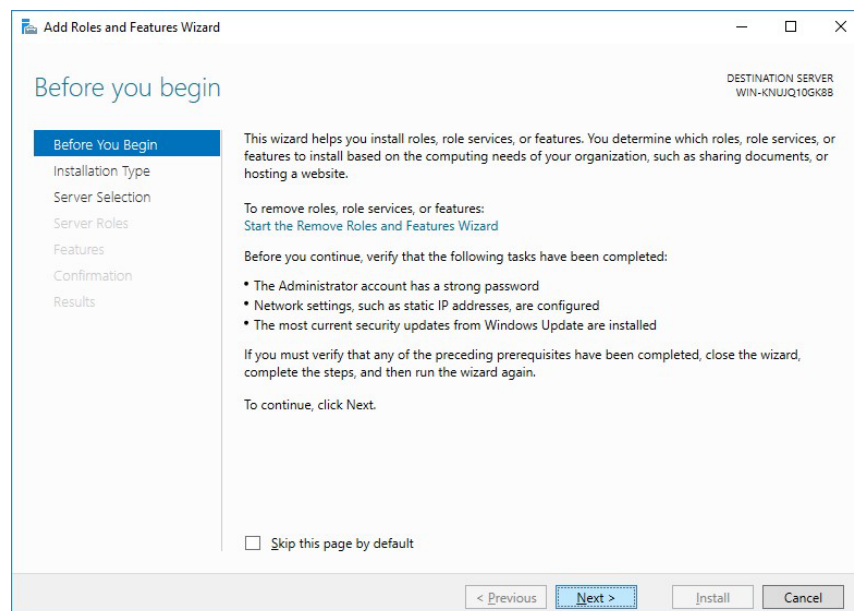 Add Roles and Features Wizard
Before you begin
DESTINATION SERVER
WIN-KNUJQ10GK8B
Before You Begin
Installation Type
Server Selection
Server Roles
Features
Confirmation
Results
This wizard helps you install roles, role services, or features. You determine which roles, role services, or
features to install based on the computing needs of your organization, such as sharing documents, or
hosting a website.
To remove roles, role services, or features:
Start the Remove Roles and Features Wizard
Before you continue, verify that the following tasks have been completed:
• The Administrator account has a strong password
• Network settings, such as static IP addresses, are configured
• The most current security updates from Windows Update are installed
If you must verify that any of the preceding prerequisites have been completed, close the wizard,
complete the steps, and then run the wizard again.
To continue, click Next.
Skip this page by default
< Previous
Next >
Install
Cancel